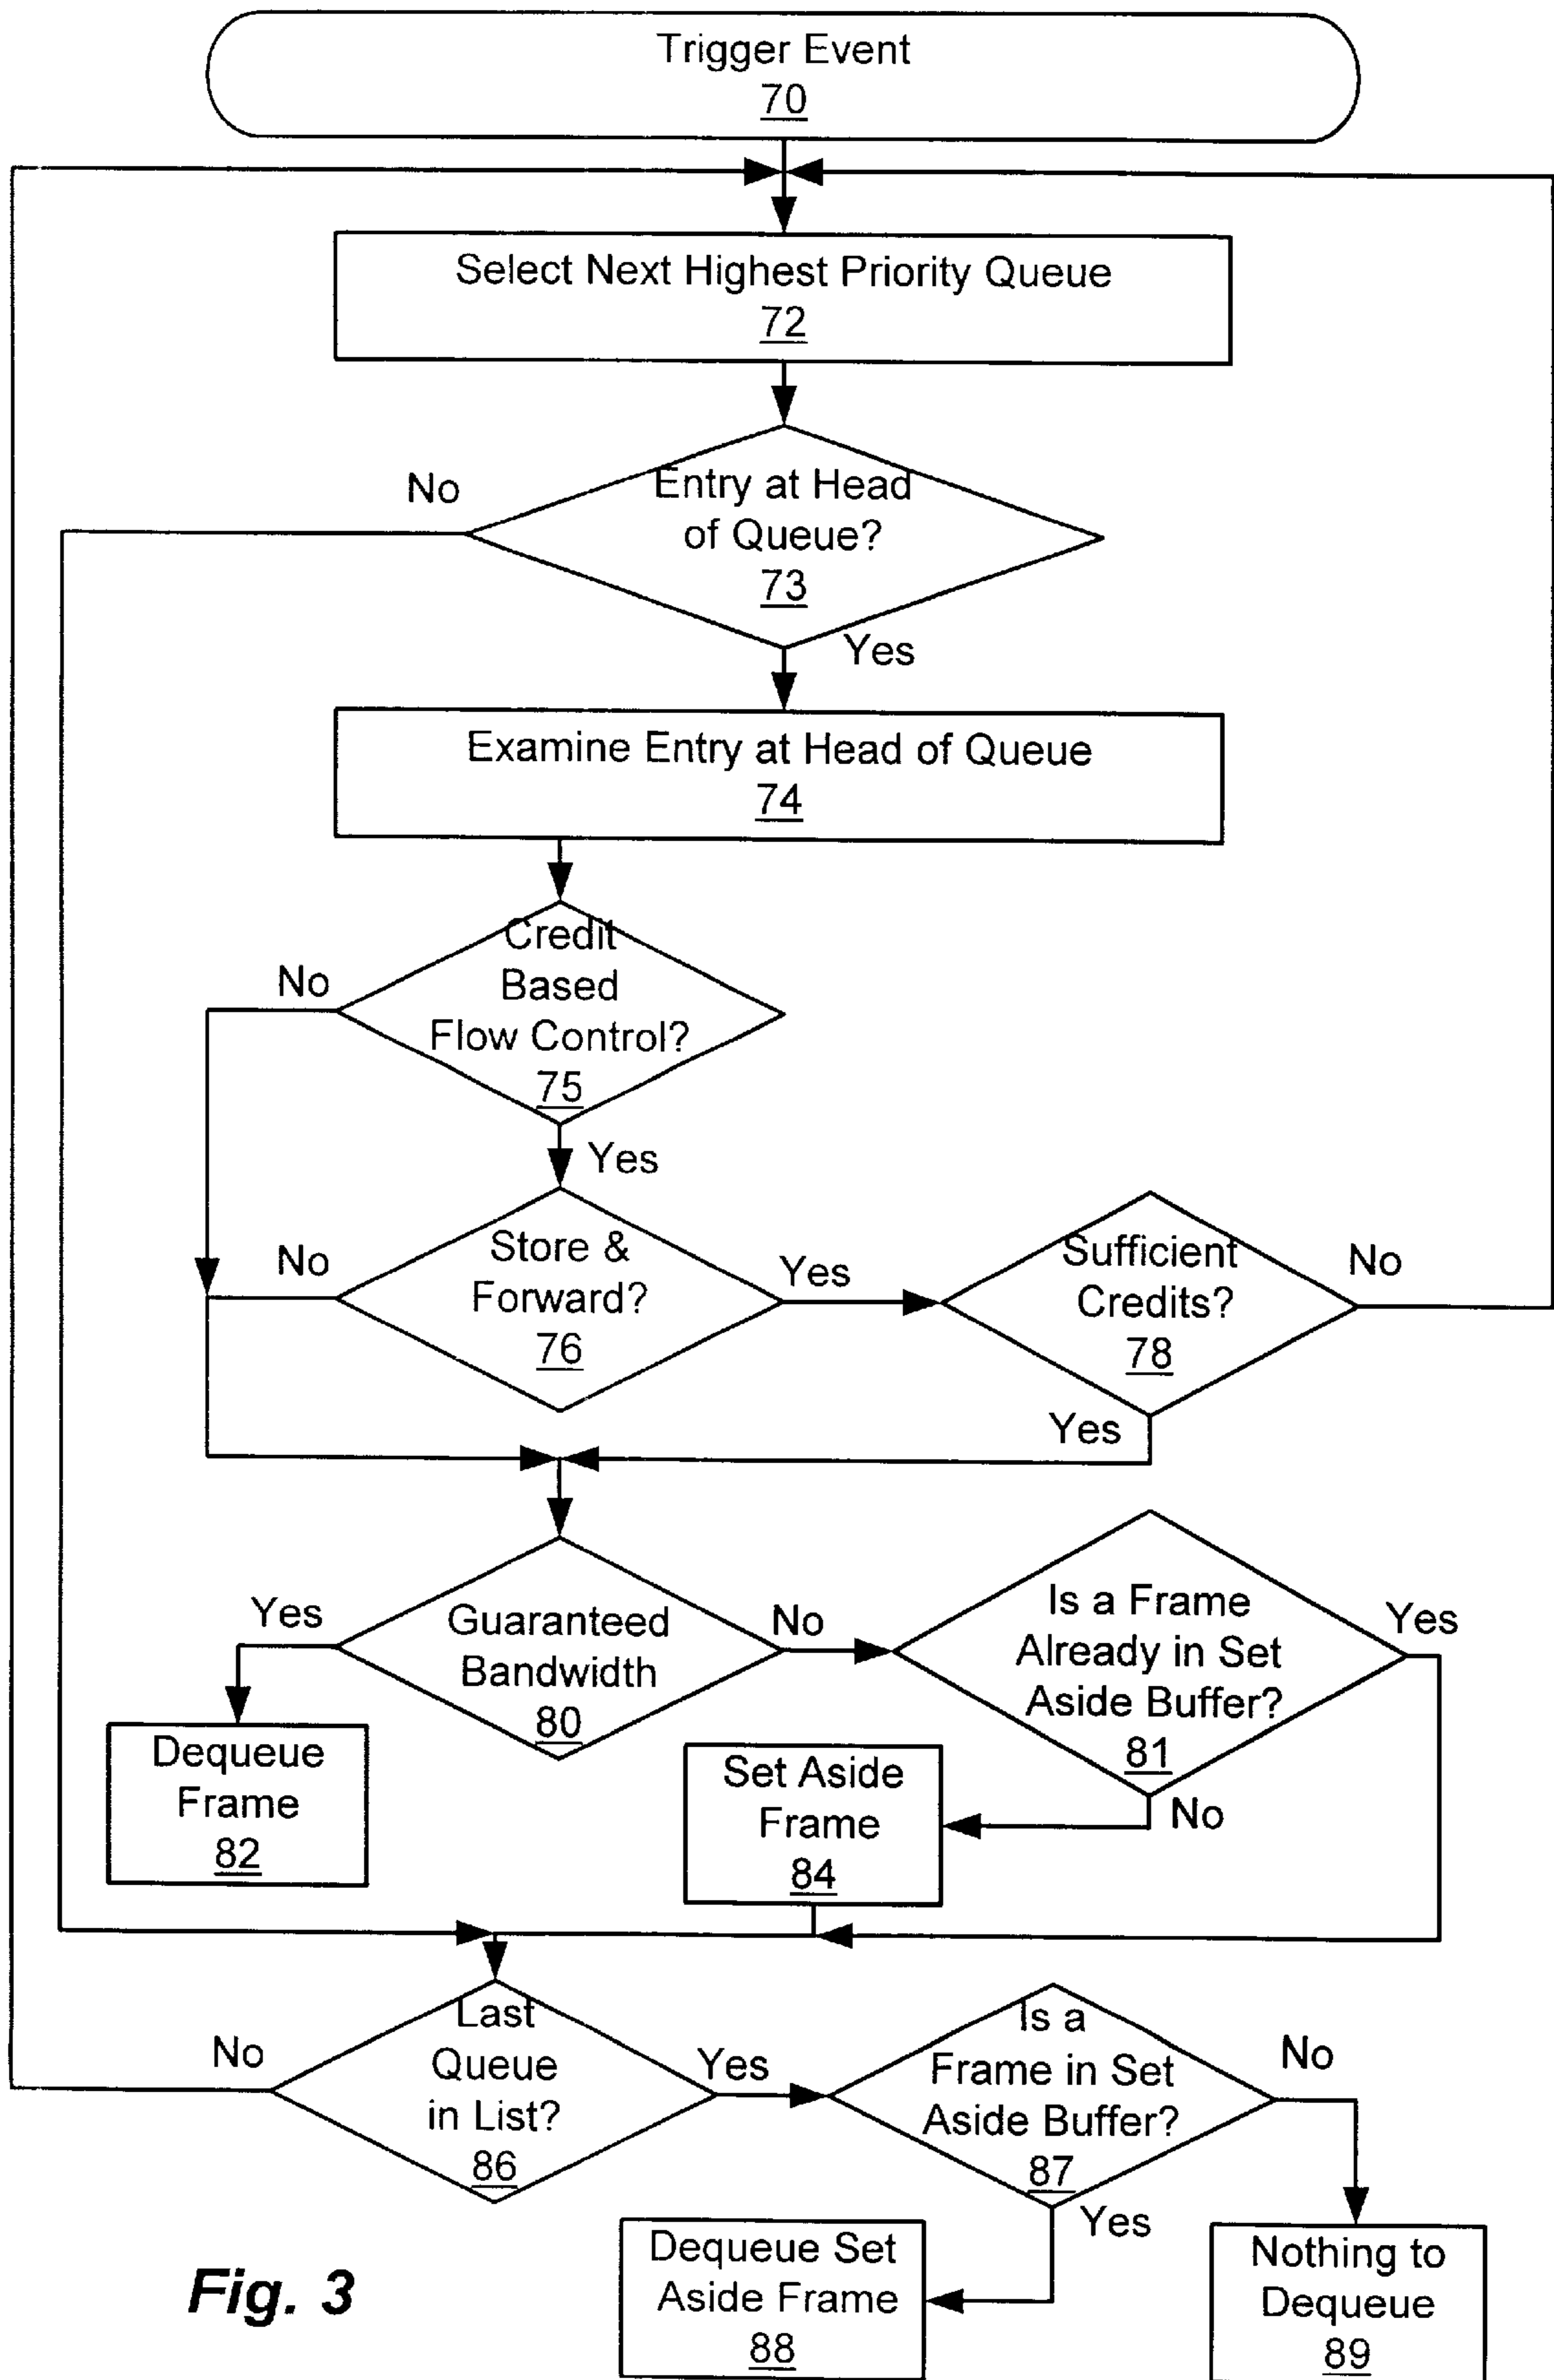 Trigger Event
70
Select Next Highest Priority Queue
72
No
Entry at Head
of Queue?
73
Yes
Examine Entry at Head of Queue
74
No
Credit
Based
Flow Control?
75
Yes
No
Store &
Forward?
76
Yes
Sufficient
Credits?
78
No
Yes
Yes
Guaranteed
Bandwidth
80
No
Is a Frame
Already in Set
Aside Buffer?
81
Yes
No
Dequeue
Frame
82
Set Aside
Frame
84
No
Last
Queue
in List?
86
Yes
Is a
Frame in Set
Aside Buffer?
87
No
Yes
Dequeue Set
Aside Frame
88
Nothing to
Dequeue
89
Fig. 3